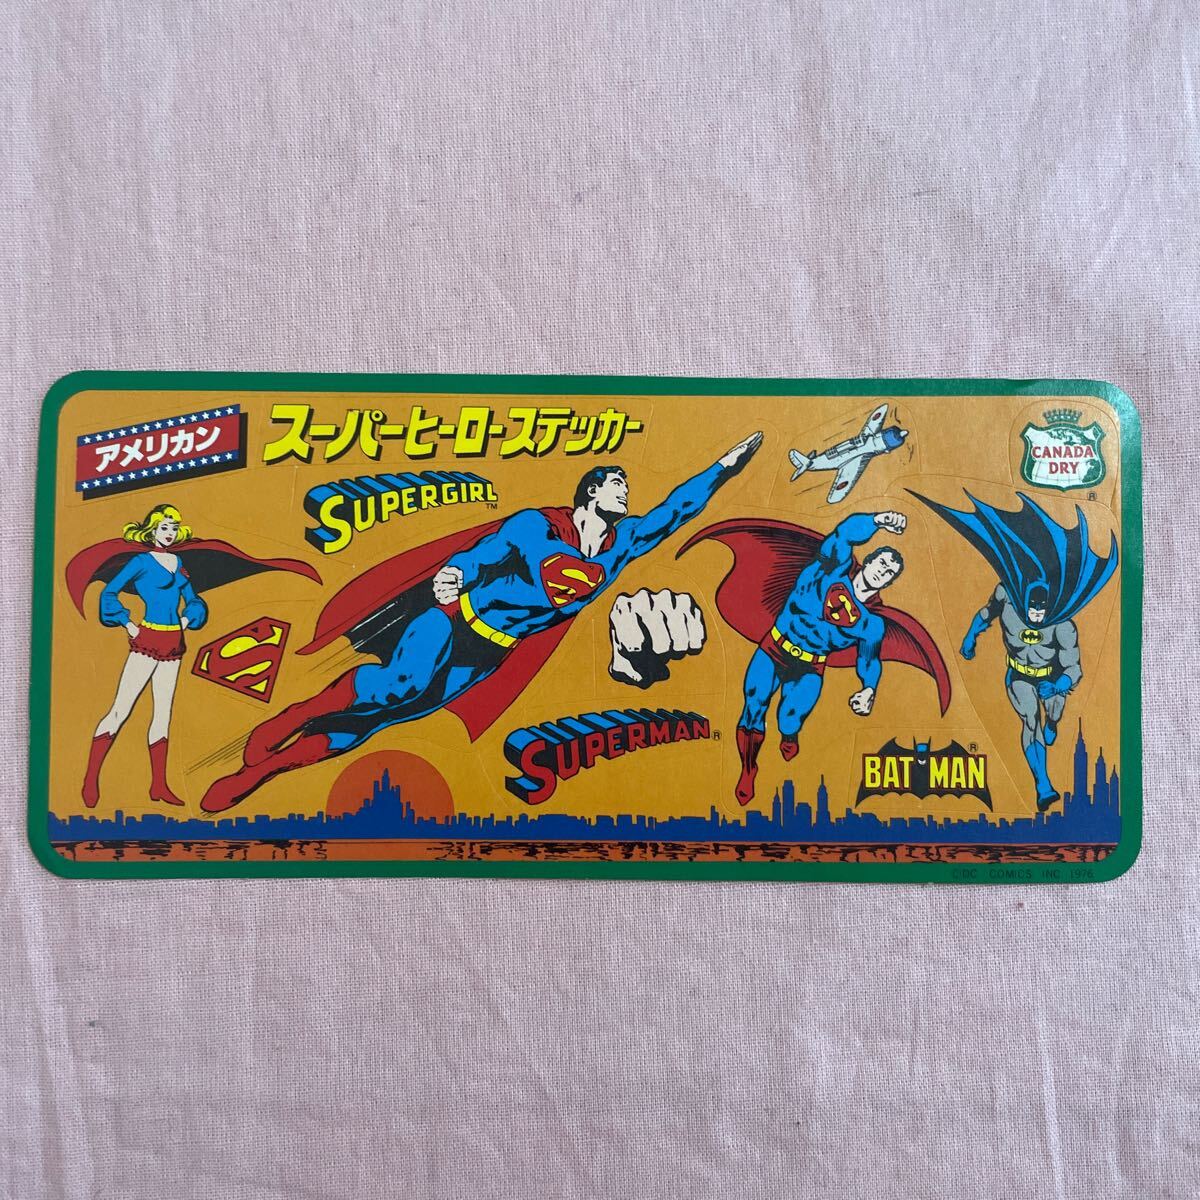 アメリカン
スーパーヒーローステッカー
SUPERGIRL™
CANADA
DRY
®
S
S
SUPERMAN®
BATMAN®
©DC COMICS INC 1976